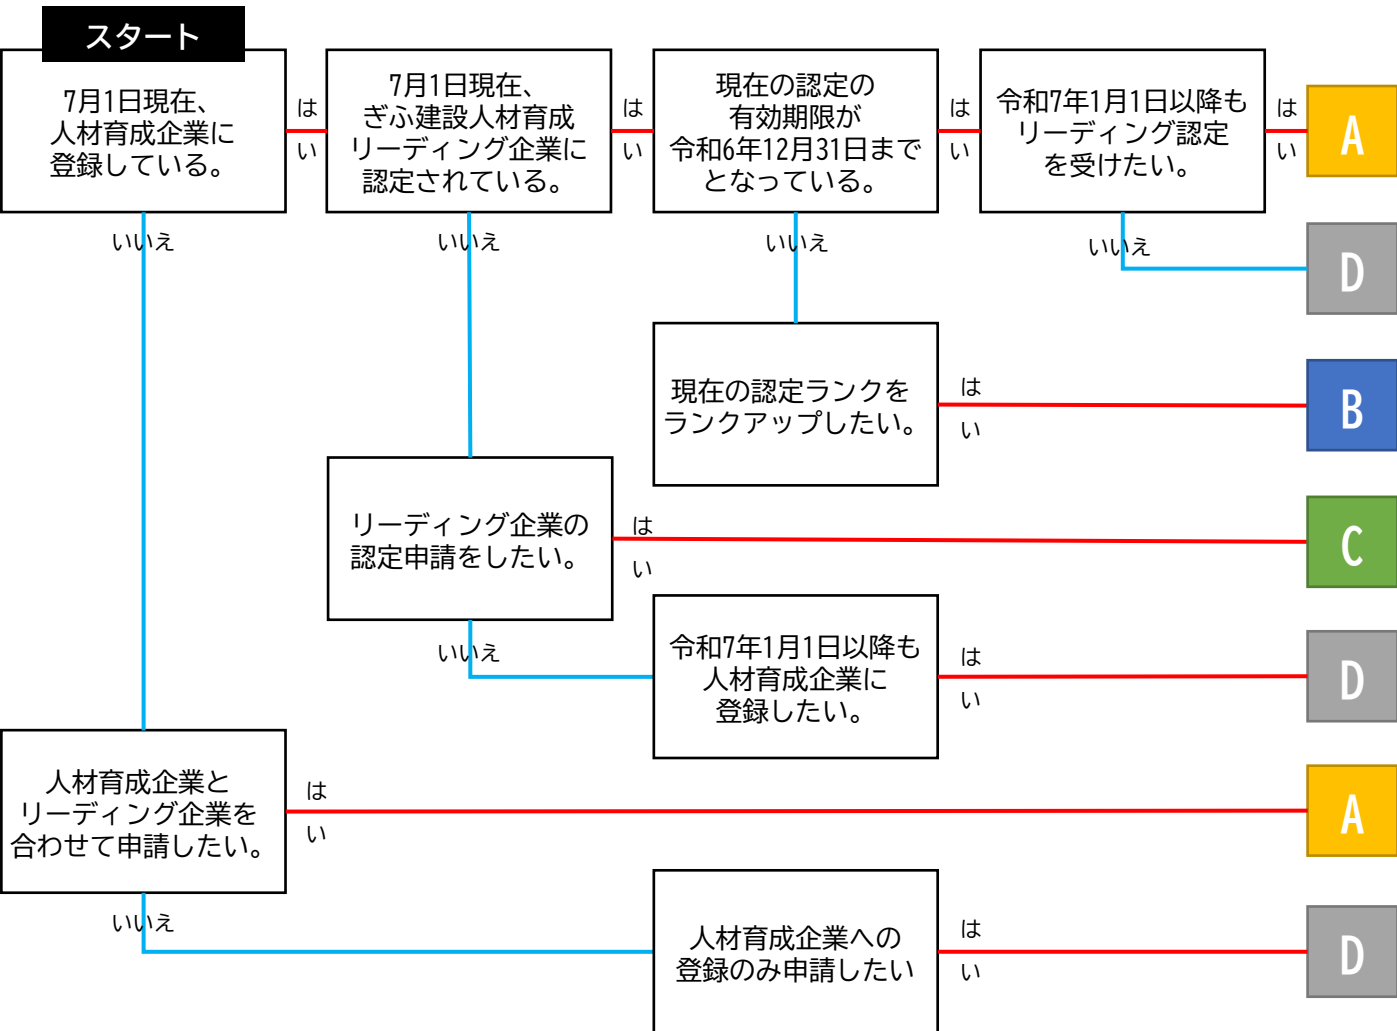 スタート
7月1日現在、
人材育成企業に
登録している。
はい
いいえ
7月1日現在、
ぎふ建設人材育成
リーディング企業に
認定されている。
はい
いいえ
現在の認定の
有効期限が
令和6年12月31日まで
となっている。
はい
いいえ
令和7年1月1日以降も
リーディング認定
を受けたい。
はい
いいえ
A
D
現在の認定ランクを
ランクアップしたい。
はい
B
リーディング企業の
認定申請をしたい。
はい
いいえ
C
令和7年1月1日以降も
人材育成企業に
登録したい。
はい
D
人材育成企業と
リーディング企業を
合わせて申請したい。
はい
いいえ
A
人材育成企業への
登録のみ申請したい
はい
D